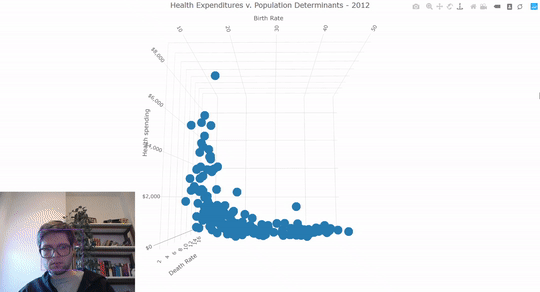 Health Expenditures v. Population Determinants - 2012
Birth Rate
10
20
30
40
50
$8,000
$6,000
$4,000
$2,000
$0
Health spending
Death Rate